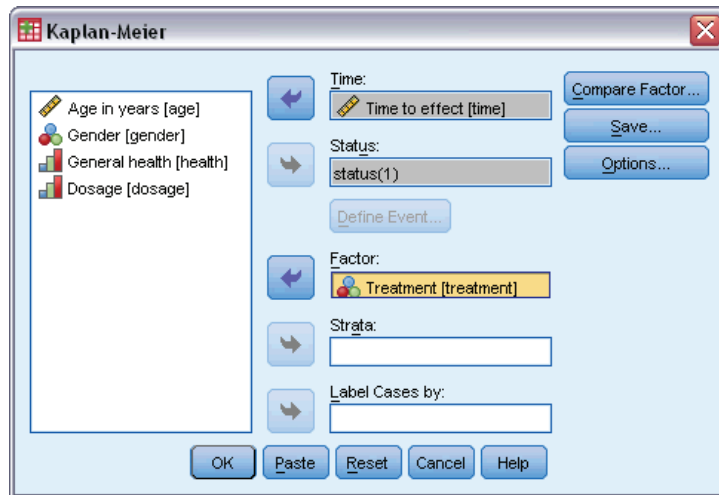 Kaplan-Meier
Age in years [age]
Gender [gender]
General health [health]
Dosage [dosage]
Time:
Time to effect [time]
Status:
status(1)
Define Event...
Factor:
Treatment [treatment]
Strata:
Label Cases by:
Compare Factor...
Save...
Options...
OK
Paste
Reset
Cancel
Help